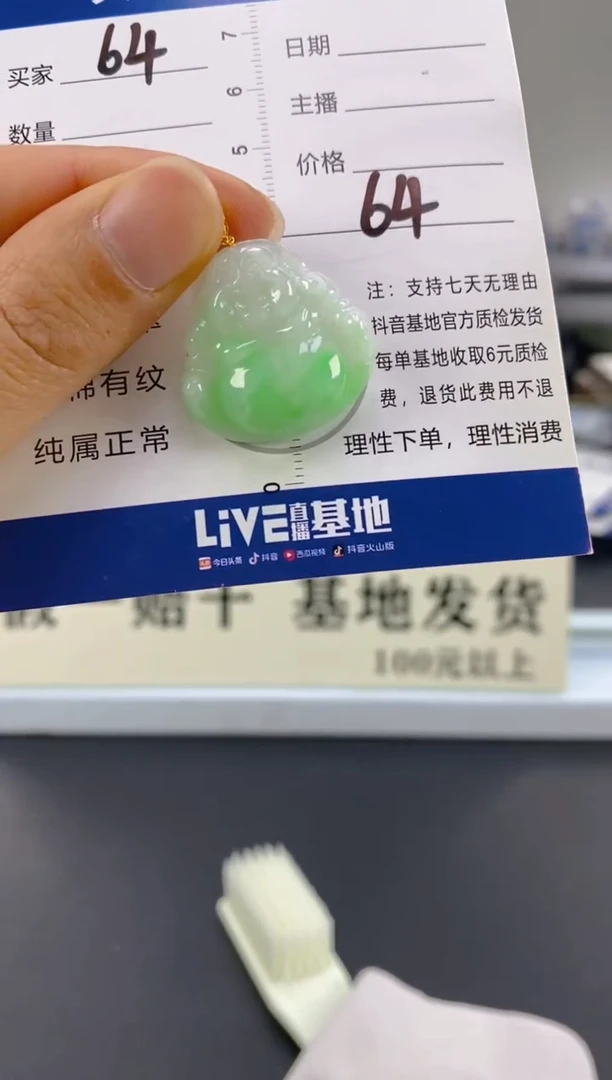 买家 64
日期
7
6
主播
数量
5
价格
64
注：支持七天无理由
抖音基地官方质检发货
每单基地收取6元质检
费，退货此费用不退
棉有纹
纯属正常
理性下单，理性消费
0
LiVE直播基地
今日头条 抖音 西瓜视频 抖音火山版
假一赔十 基地发货
100元以上